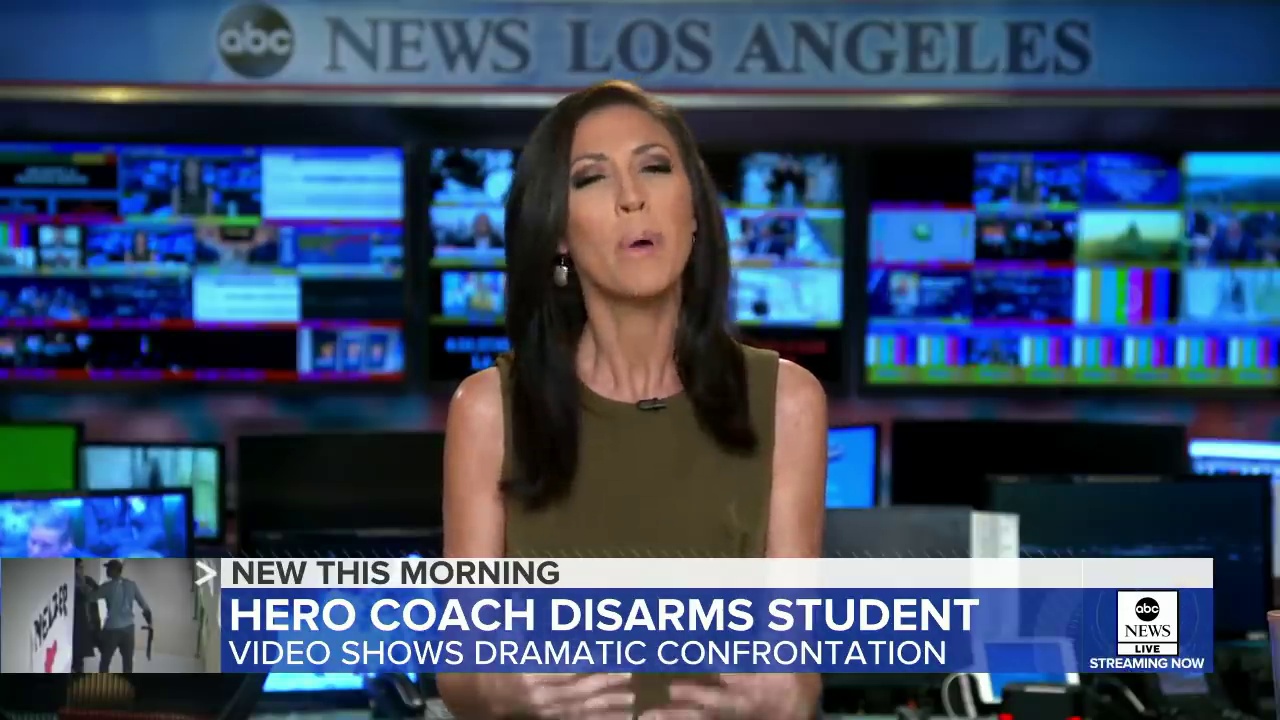 abc NEWS LOS ANGELES
NEW THIS MORNING
HERO COACH DISARMS STUDENT
VIDEO SHOWS DRAMATIC CONFRONTATION
abc
NEWS
LIVE
STREAMING NOW